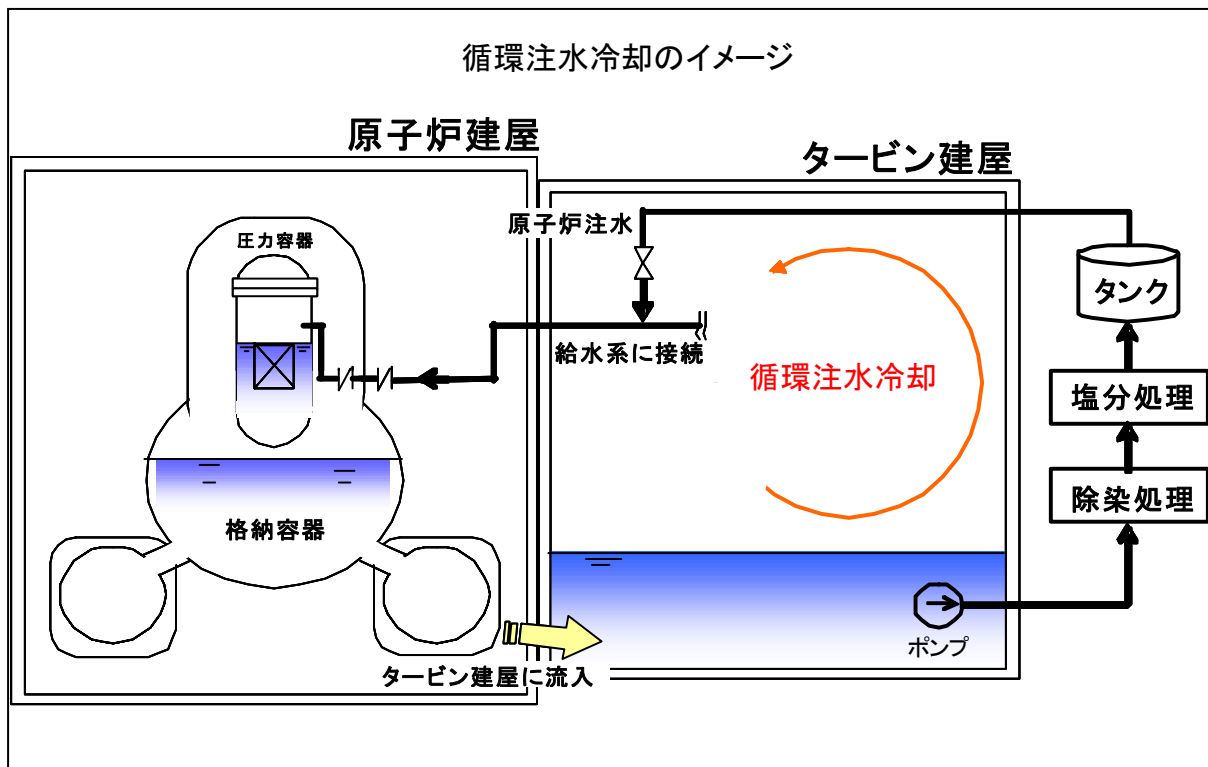 循環注水冷却のイメージ
原子炉建屋
タービン建屋
原子炉注水
圧力容器
タンク
給水系に接続
循環注水冷却
塩分処理
除染処理
格納容器
ポンプ
タービン建屋に流入